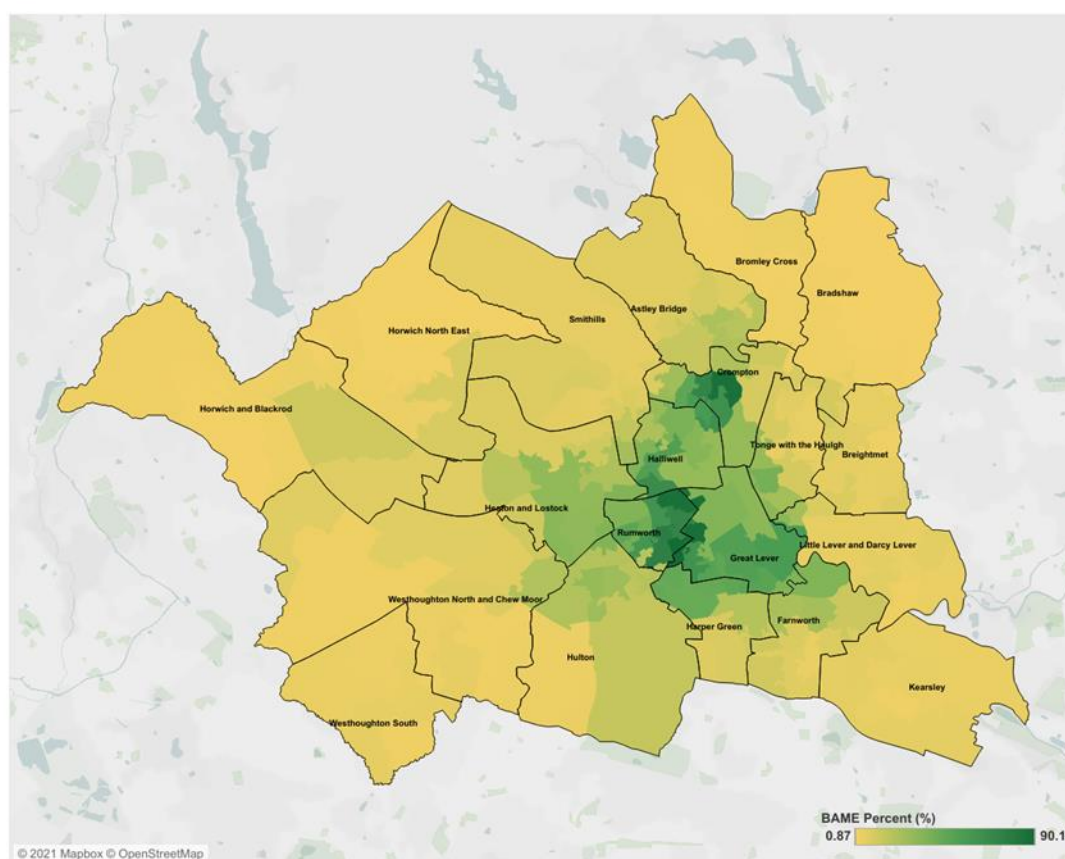 Bromley Cross
Bradshaw
Astley Bridge
Smithills
Horwich North East
Crompton
Horwich and Blackrod
Tonge with the Haulgh
Breightmet
Halliwell
Heaton and Lostock
Rumworth
Little Lever and Darcy Lever
Great Lever
Westhoughton North and Chew Moor
Farnworth
Harper Green
Hulton
Kearsley
Westhoughton South
BAME Percent (%)
0.87
90.1
© 2021 Mapbox © OpenStreetMap